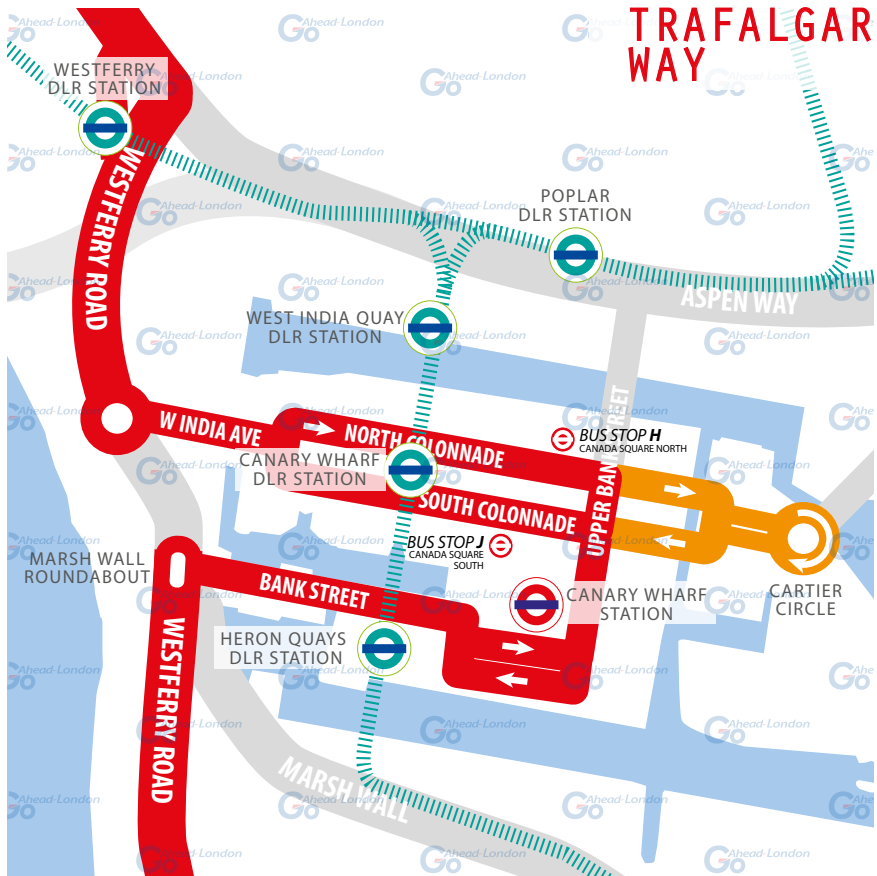 TRAFALGAR
WAY
WESTFERRY
DLR STATION
WESTFERRY ROAD
POPLAR
DLR STATION
ASPEN WAY
WEST INDIA QUAY
DLR STATION
W INDIA AVE
NORTH COLONNADE
BUS STOP H
CANADA SQUARE NORTH
CANARY WHARF
DLR STATION
SOUTH COLONNADE
UPPER BANK STREET
BUS STOP J
CANADA SQUARE
SOUTH
MARSH WALL
ROUNDABOUT
BANK STREET
CANARY WHARF
STATION
CARTIER
CIRCLE
HERON QUAYS
DLR STATION
WESTFERRY ROAD
MARSH WALL
Go Ahead-London